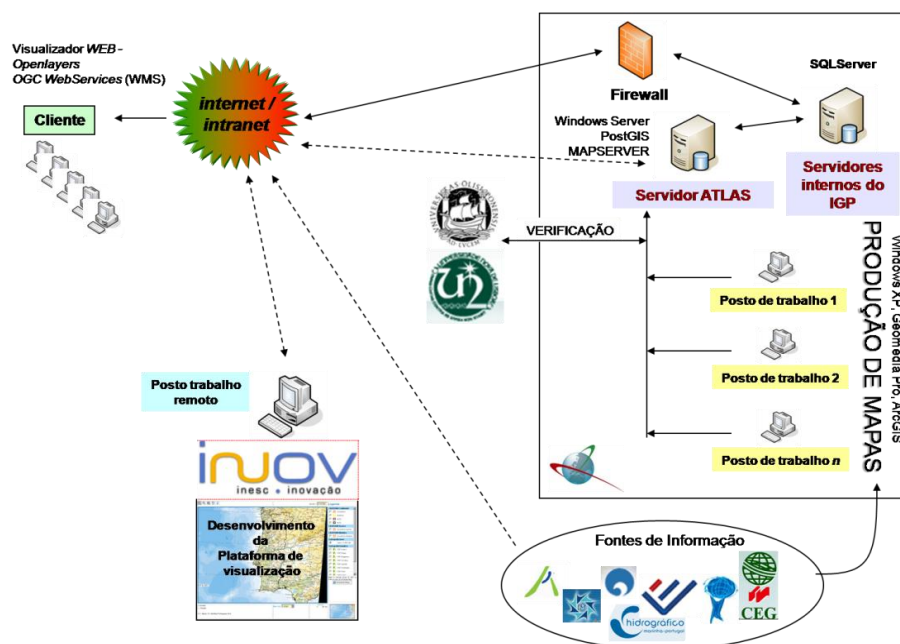 Visualizador WEB -
Openlayers
OGC WebServices (WMS)
Cliente
internet /
intranet
Firewall
SQLServer
Windows Server
PostGIS
MAPSERVER
Servidor ATLAS
Servidores
internos do
IGP
VERIFICAÇÃO
Posto de trabalho 1
Posto de trabalho 2
Posto de trabalho n
PRODUÇÃO DE MAPAS
Windows XP, Geomedia Pro, ArcGIS
Posto trabalho
remoto
inov
inesc • inovação
Desenvolvimento
da
Plataforma de
visualização
Fontes de Informação
hidrográfico
marinha-portugal
CEG